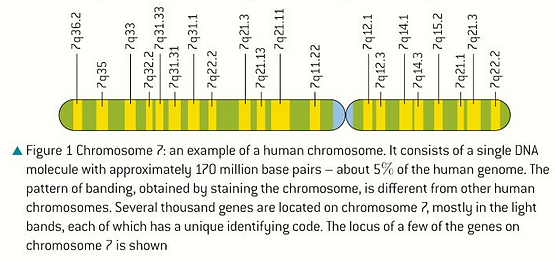 7q36.2
7q35
7q33
7q32.2
7q31.33
7q31.31
7q31.1
7q22.2
7q21.3
7q21.13
7q21.11
7q11.22
7q12.1
7q12.3
7q14.1
7q14.3
7q15.3
7q21.1
7q21.3
7q22.2
▲ Figure 1 Chromosome 7: an example of a human chromosome. It consists of a single DNA
molecule with approximately 170 million base pairs – about 5% of the human genome. The
pattern of banding, obtained by staining the chromosome, is different from other human
chromosomes. Several thousand genes are located on chromosome 7, mostly in the light
bands, each of which has a unique identifying code. The locus of a few of the genes on
chromosome 7 is shown